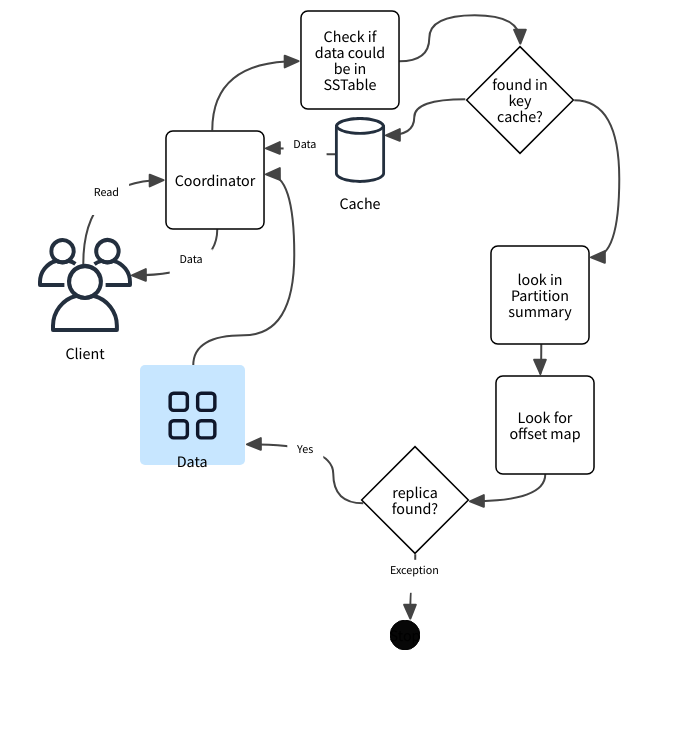 Check if
data could
be in
SSTable
found in
key
cache?
Data
Coordinator
Read
Cache
Data
look in
Partition
summary
Client
Look for
offset map
Yes
Data
replica
found?
Exception